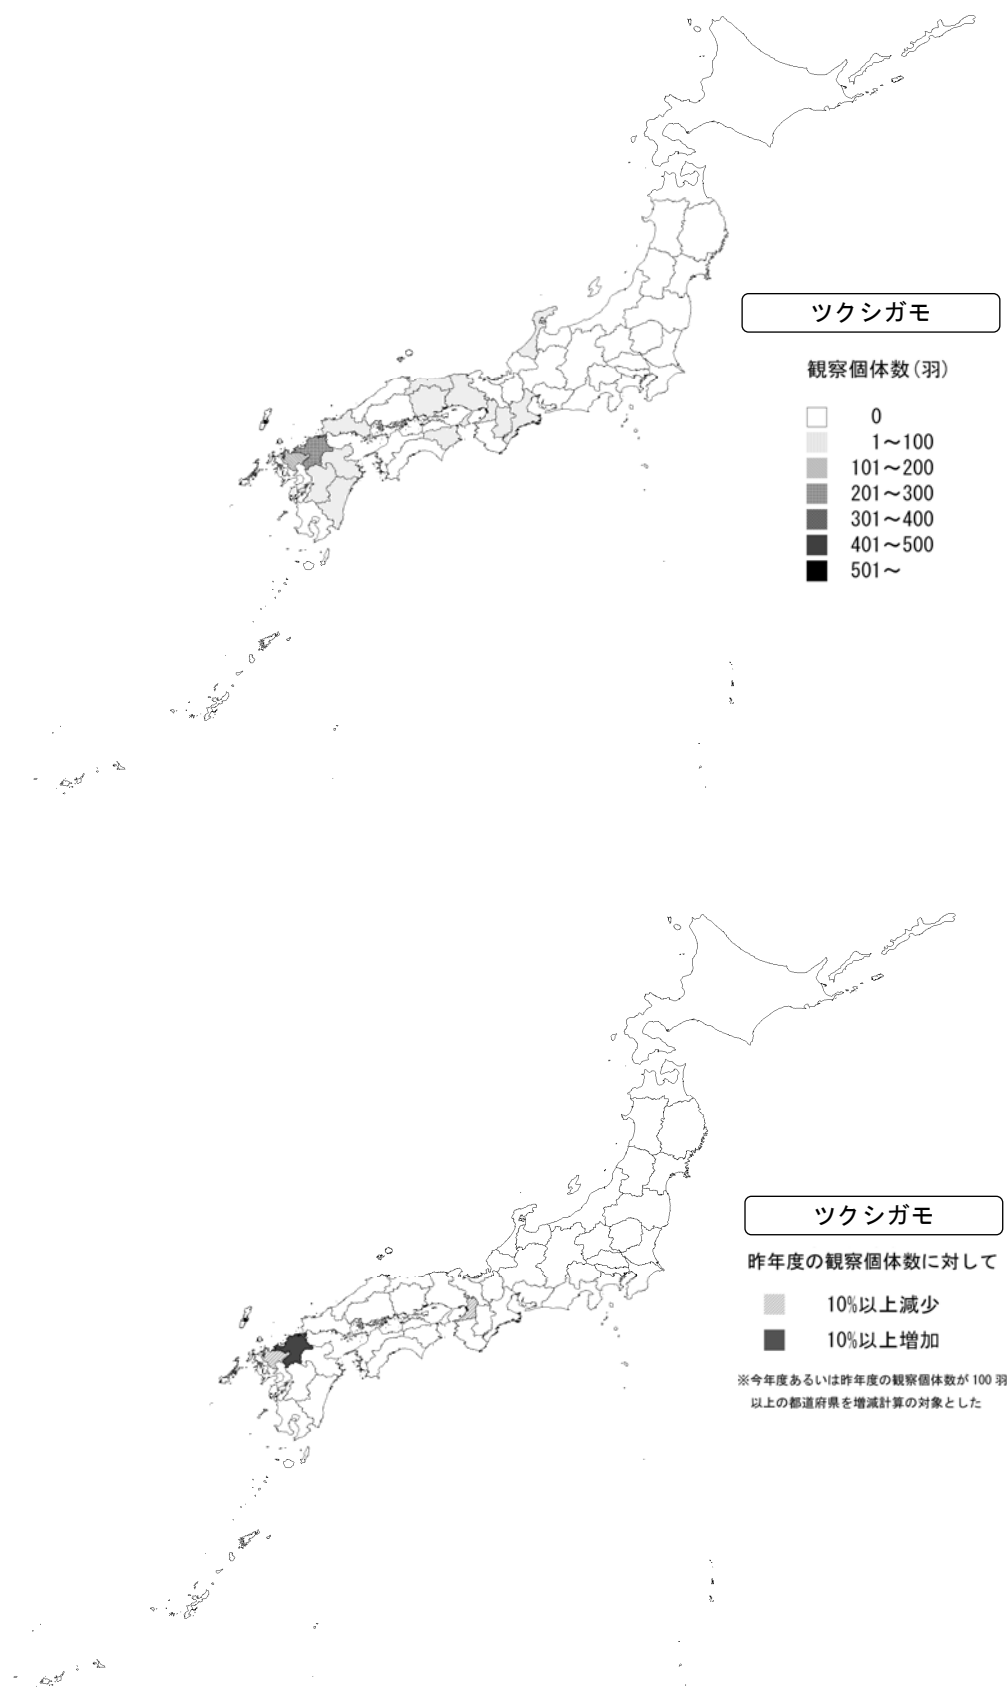 ツクシガモ
観察個体数(羽)
0
1～100
101～200
201～300
301～400
401～500
501～
ツクシガモ
昨年度の観察個体数に対して
10%以上減少
10%以上増加
※今年度あるいは昨年度の観察個体数が100羽
以上の都道府県を増減計算の対象とした